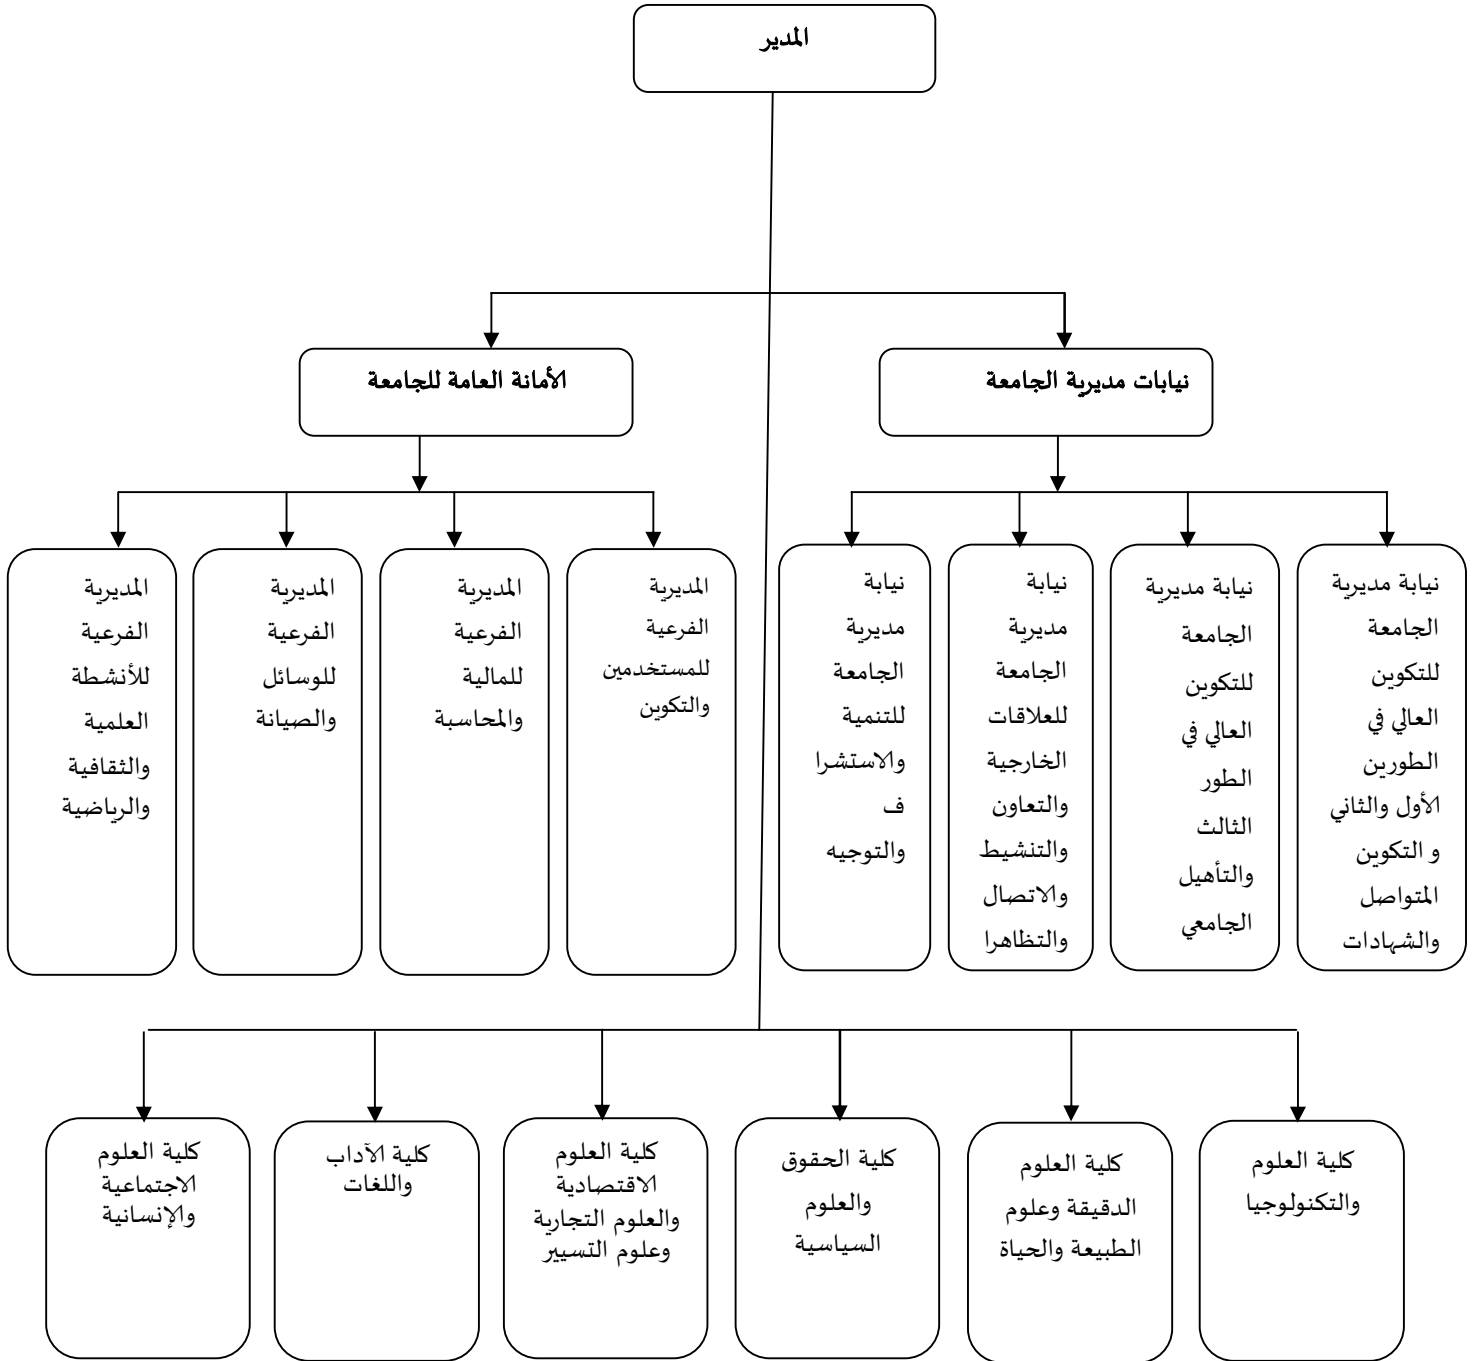 المدير
نيابات مديرية الجامعة
الأمانة العامة للجامعة
نيابة مديرية
الجامعة
للتكوين
العالي في
الطورين
الأول والثاني
و التكوين
المتواصل
والشهادات
نيابة مديرية
الجامعة
للتكوين
العالي في
الطور
الثالث
والتأهيل
الجامعي
نيابة
مديرية
الجامعة
للعلاقات
الخارجية
والتعاون
والتنشيط
والاتصال
والتظاهرا
نيابة
مديرية
الجامعة
للتنمية
والاستشرا
ف
والتوجيه
المديرية
الفرعية
للمستخدمين
والتكوين
المديرية
الفرعية
للمالية
والمحاسبة
المديرية
الفرعية
للوسائل
والصيانة
المديرية
الفرعية
للأنشطة
العلمية
والثقافية
والرياضية
كلية العلوم
والتكنولوجيا
كلية العلوم
الدقيقة وعلوم
الطبيعة والحياة
كلية الحقوق
والعلوم
السياسية
كلية العلوم
الاقتصادية
والعلوم التجارية
وعلوم التسيير
كلية الآداب
واللغات
كلية العلوم
الاجتماعية
والإنسانية